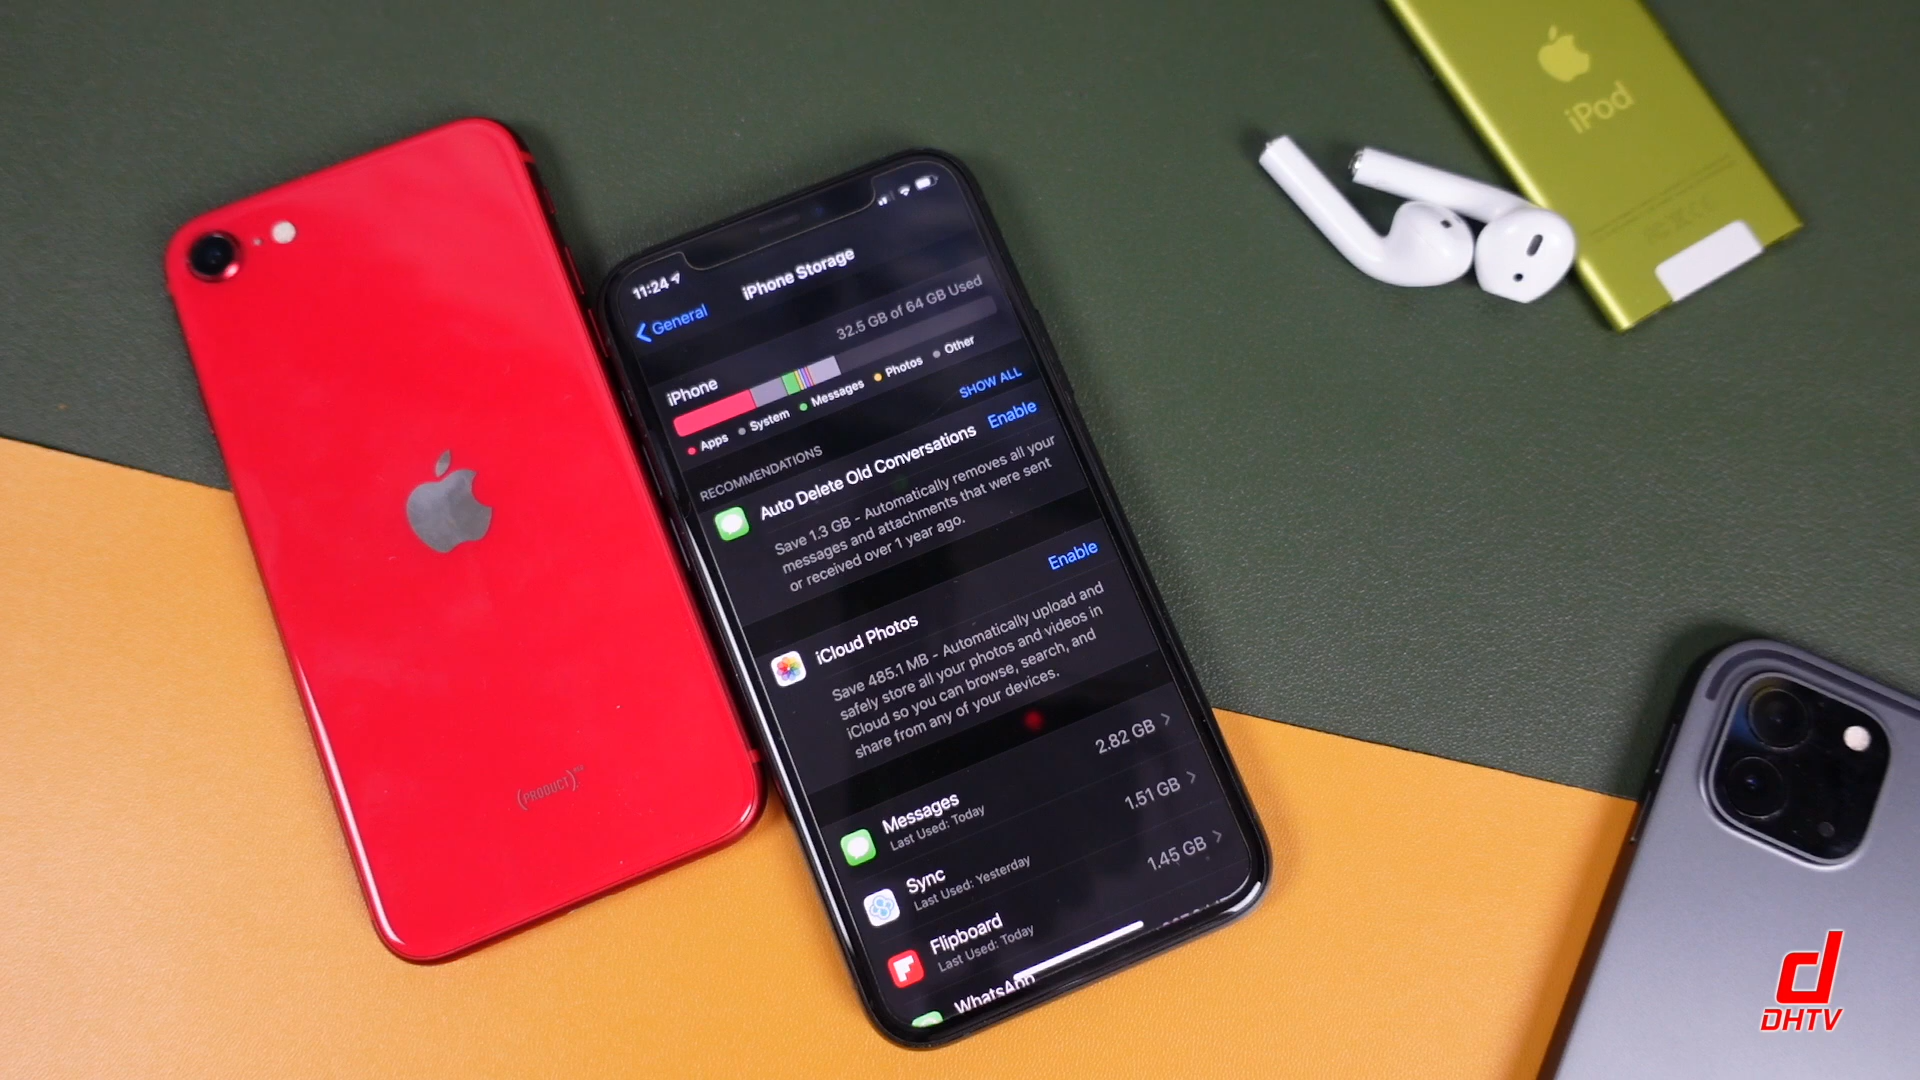 11:24
General
iPhone Storage
iPhone
32.5 GB of 64 GB Used
Apps
System
Messages
Photos
Other
RECOMMENDATIONS
SHOW ALL
Auto Delete Old Conversations
Enable
Save 1.3 GB - Automatically removes all your
messages and attachments that were sent
or received over 1 year ago.
iCloud Photos
Enable
Save 485.1 MB - Automatically upload and
safely store all your photos and videos in
iCloud so you can browse, search, and
share from any of your devices.
Messages
2.82 GB
Last Used: Today
Sync
1.51 GB
Last Used: Yesterday
Flipboard
1.45 GB
Last Used: Today
WhatsApp
(PRODUCT)
iPod
d
DHTV